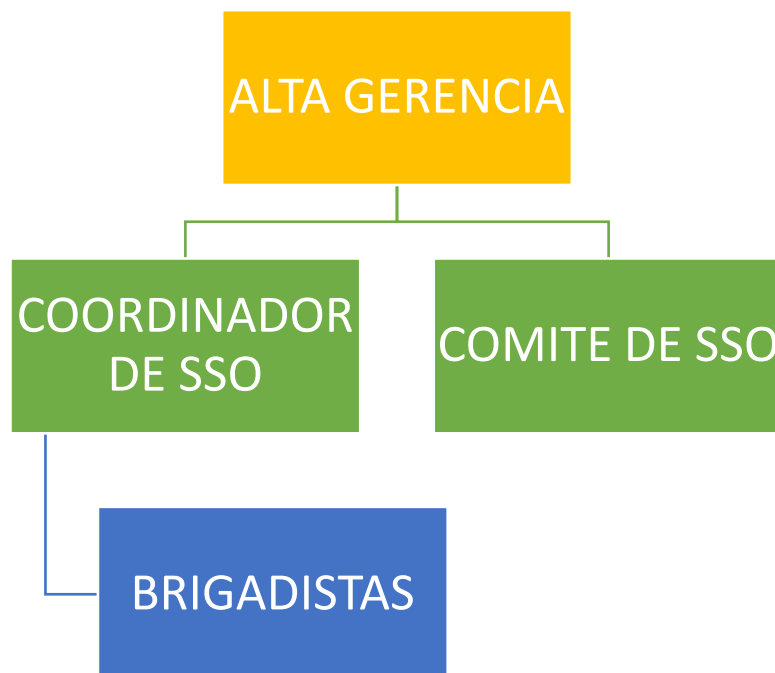 ALTA GERENCIA
COORDINADOR
DE SSO
COMITE DE SSO
BRIGADISTAS